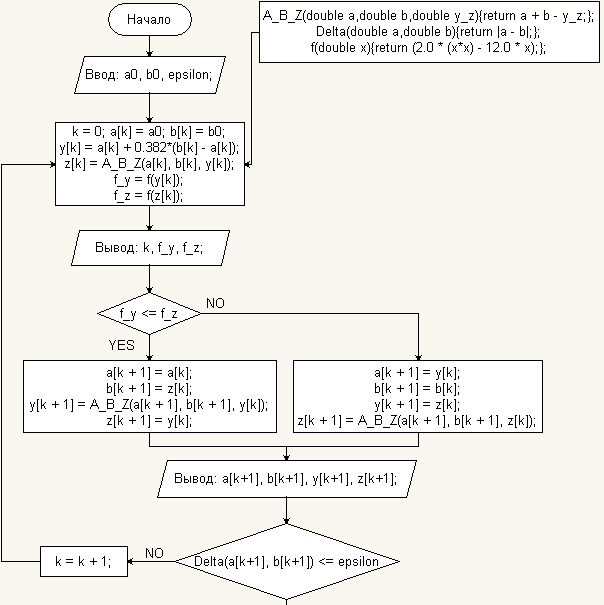 Начало
A_B_Z(double a,double b,double y_z){return a + b - y_z;};
Delta(double a,double b){return |a - b|;};
f(double x){return (2.0 * (x*x) - 12.0 * x);};
Ввод: a0, b0, epsilon;
k = 0; a[k] = a0; b[k] = b0;
y[k] = a[k] + 0.382*(b[k] - a[k]);
z[k] = A_B_Z(a[k], b[k], y[k]);
f_y = f(y[k]);
f_z = f(z[k]);
Вывод: k, f_y, f_z;
f_y <= f_z
NO
YES
a[k + 1] = a[k];
b[k + 1] = z[k];
y[k + 1] = A_B_Z(a[k + 1], b[k + 1], y[k]);
z[k + 1] = y[k];
a[k + 1] = y[k];
b[k + 1] = b[k];
y[k + 1] = z[k];
z[k + 1] = A_B_Z(a[k + 1], b[k + 1], z[k]);
Вывод: a[k+1], b[k+1], y[k+1], z[k+1];
Delta(a[k+1], b[k+1]) <= epsilon
NO
k = k + 1;